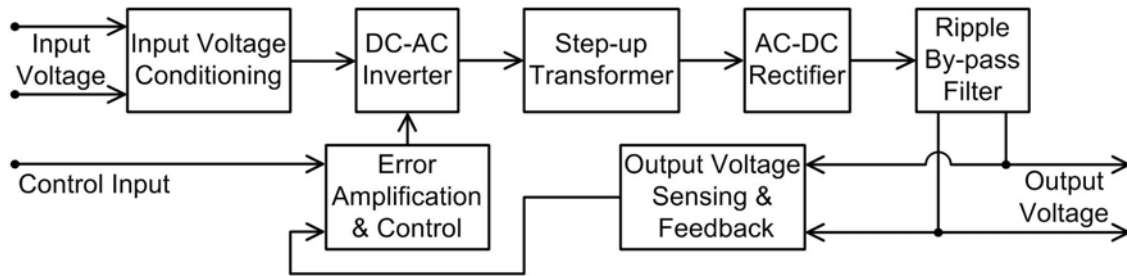 Input
Voltage
Input Voltage
Conditioning
DC-AC
Inverter
Step-up
Transformer
AC-DC
Rectifier
Ripple
By-pass
Filter
Control Input
Error
Amplification
& Control
Output Voltage
Sensing &
Feedback
Output
Voltage